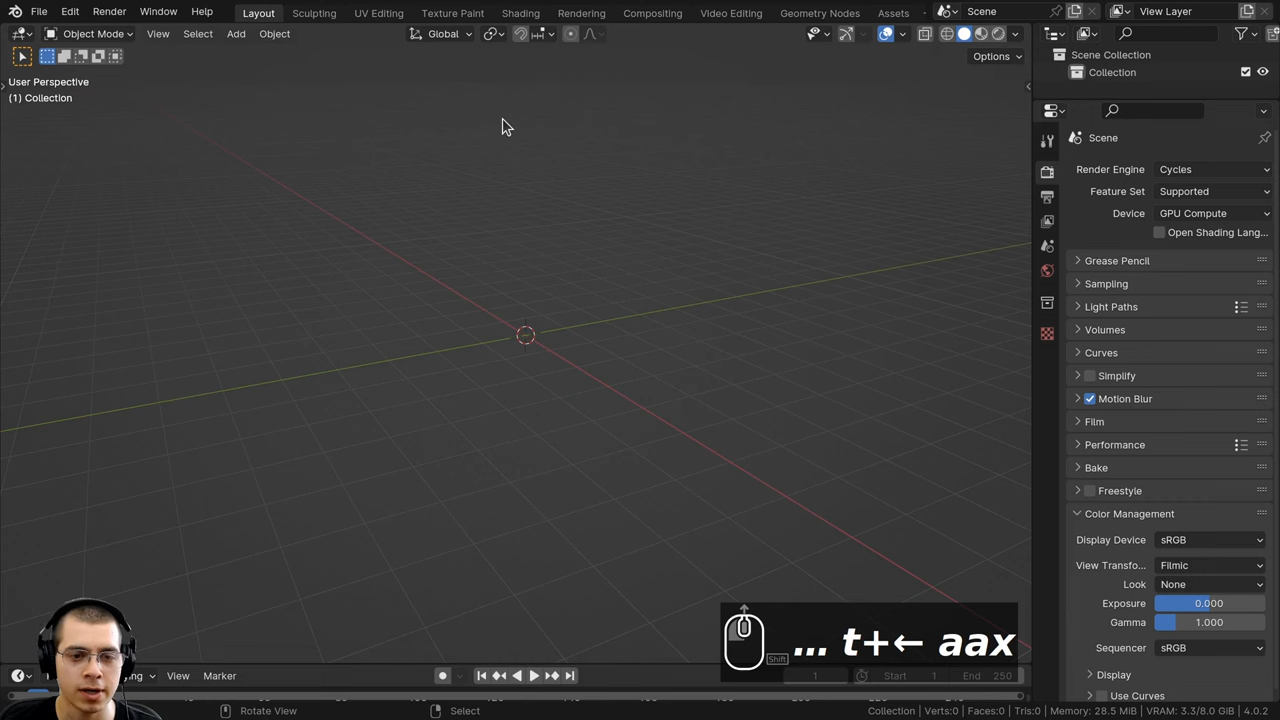 File Edit Render Window Help Layout Sculpting UV Editing Texture Paint Shading Rendering Compositing Video Editing Geometry Nodes Assets Scene View Layer
Object Mode View Select Add Object Global
Options
User Perspective
(1) Collection
Scene Collection
Collection
Scene
Render Engine Cycles
Feature Set Supported
Device GPU Compute
Open Shading Lang...
Grease Pencil
Sampling
Light Paths
Volumes
Curves
Simplify
Motion Blur
Film
Performance
Bake
Freestyle
Color Management
Display Device sRGB
View Transfo... Filmic
Look None
Exposure 0.000
Gamma 1.000
Sequencer sRGB
Display
Use Curves
Shift ... t+← aax
View Marker 1 Start 1 End 250
Rotate View Select Collection | Verts:0 | Faces:0 | Tris:0 | Memory: 28.5 MiB | VRAM: 3.3/8.0 GiB | 4.0.2